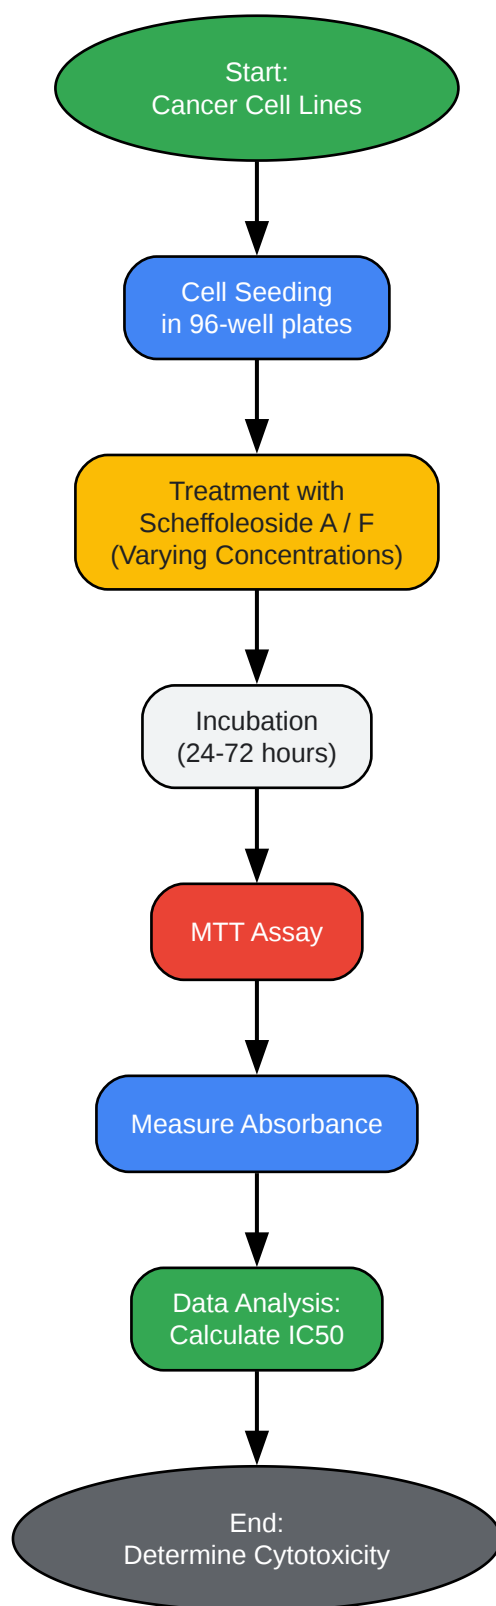 Start:
Cancer Cell Lines
Cell Seeding
in 96-well plates
Treatment with
Scheffoleoside A / F
(Varying Concentrations)
Incubation
(24-72 hours)
MTT Assay
Measure Absorbance
Data Analysis:
Calculate IC50
End:
Determine Cytotoxicity